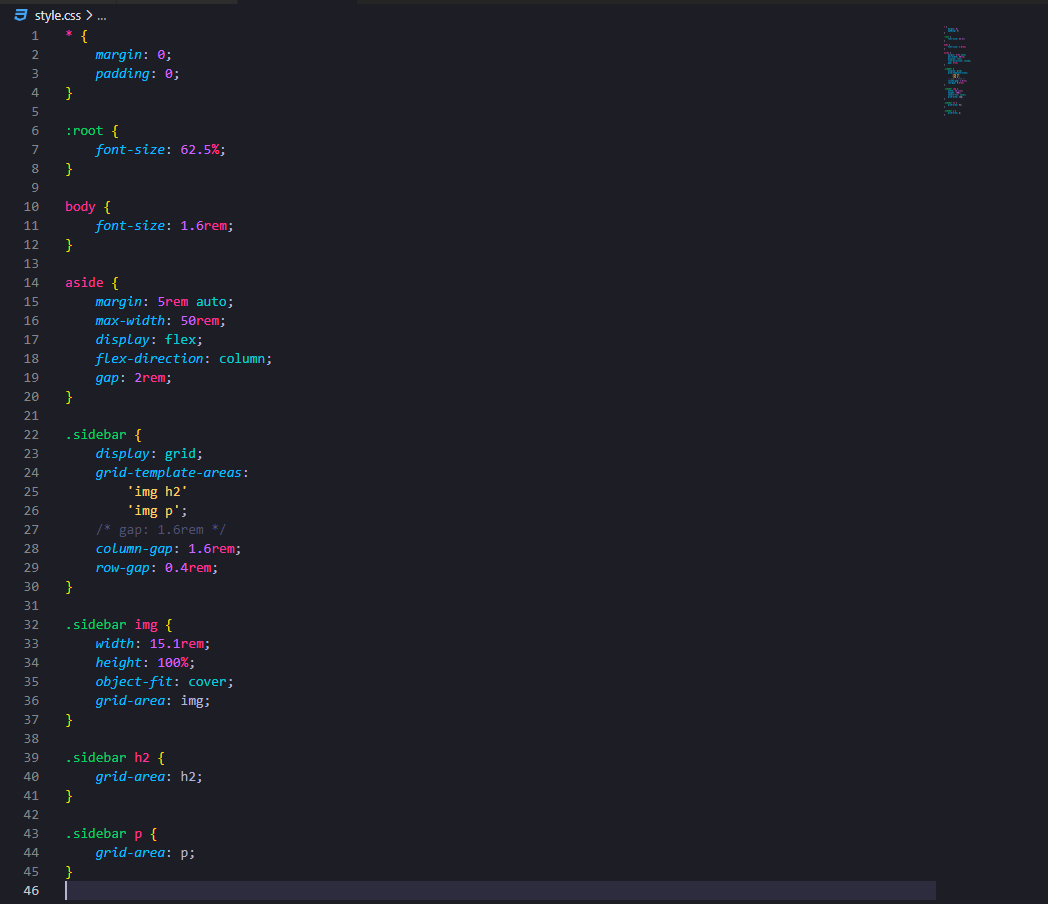 style.css > ...
1 * {
2     margin: 0;
3     padding: 0;
4 }
5
6 :root {
7     font-size: 62.5%;
8 }
9
10 body {
11     font-size: 1.6rem;
12 }
13
14 aside {
15     margin: 5rem auto;
16     max-width: 50rem;
17     display: flex;
18     flex-direction: column;
19     gap: 2rem;
20 }
21
22 .sidebar {
23     display: grid;
24     grid-template-areas:
25         'img h2'
26         'img p';
27     /* gap: 1.6rem */
28     column-gap: 1.6rem;
29     row-gap: 0.4rem;
30 }
31
32 .sidebar img {
33     width: 15.1rem;
34     height: 100%;
35     object-fit: cover;
36     grid-area: img;
37 }
38
39 .sidebar h2 {
40     grid-area: h2;
41 }
42
43 .sidebar p {
44     grid-area: p;
45 }
46